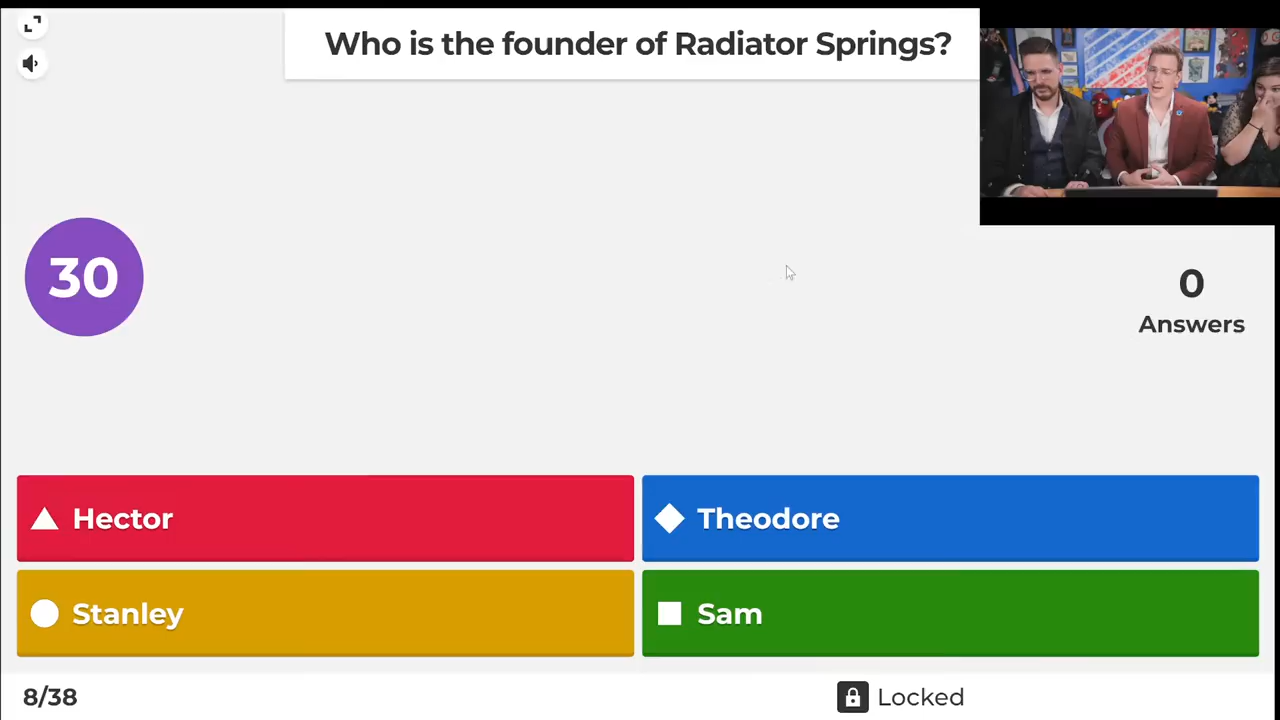 Who is the founder of Radiator Springs?
30
0
Answers
Hector
Theodore
Stanley
Sam
8/38
Locked